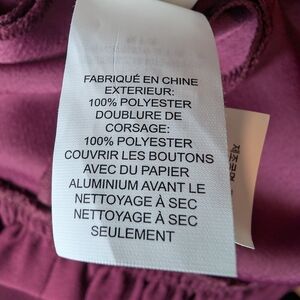 FABRIQUÉ EN CHINE
EXTERIEUR:
100% POLYESTER
DOUBLURE DE
CORSAGE:
100% POLYESTER
COUVRIR LES BOUTONS
AVEC DU PAPIER
ALUMINIUM AVANT LE
NETTOYAGE À SEC
NETTOYAGE À SEC
SEULEMENT